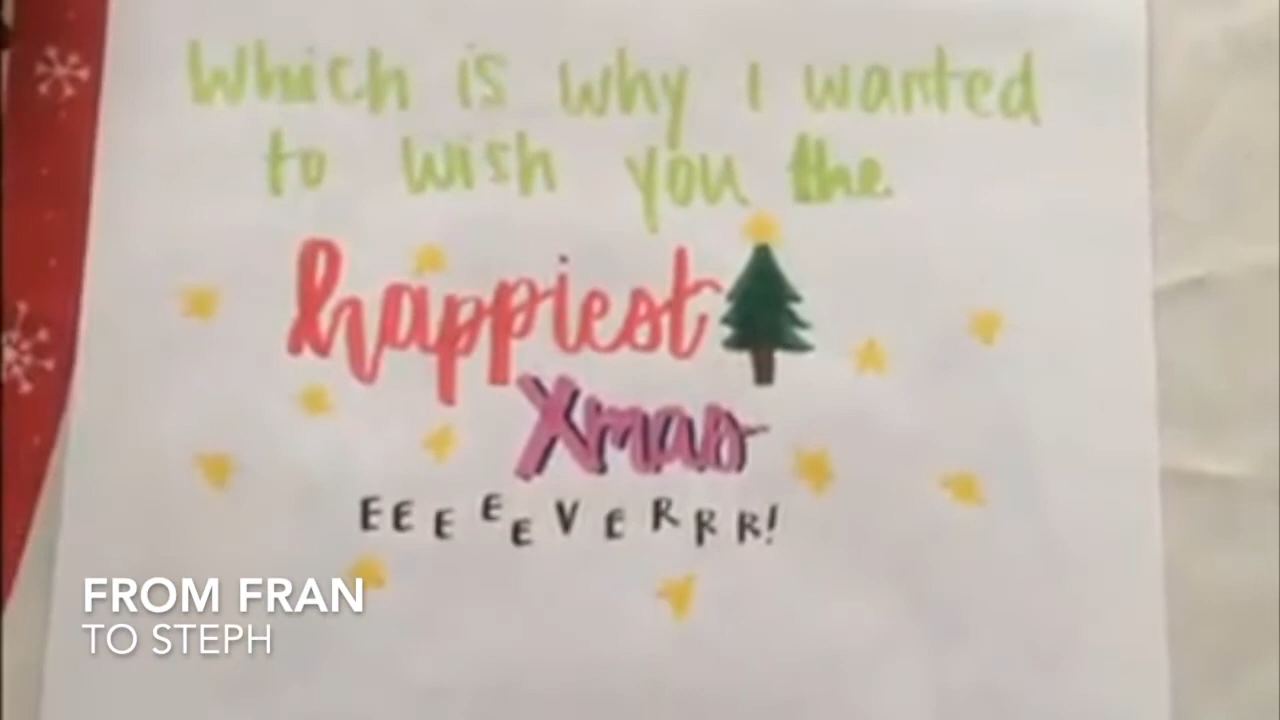 Which is why I wanted
to wish you the
happiest
Xmas
EEEEEVERRR!
FROM FRAN
TO STEPH